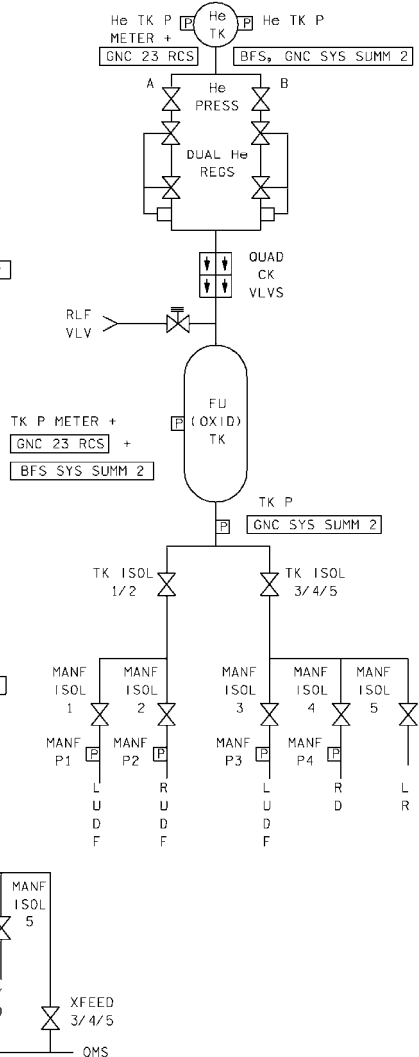 He TK P
METER +
GNC 23 RCS
P
He
TK
P
He TK P
BFS, GNC SYS SUMM 2
A
He
PRESS
B
DUAL He
REGS
QUAD
CK
VLVS
RLF
VLV
FU
(OXID)
TK
P
TK P METER +
GNC 23 RCS +
BFS SYS SUMM 2
TK P
P
GNC SYS SUMM 2
TK ISOL
1/2
TK ISOL
3/4/5
MANF
ISOL
1
MANF
ISOL
2
MANF
ISOL
3
MANF
ISOL
4
MANF
ISOL
5
MANF
P1
P
MANF
P2
P
MANF
P3
P
MANF
P4
P
L
U
D
F
R
U
D
F
L
U
D
F
R
D
L
R
MANF
ISOL
5
XFEED
3/4/5
OMS